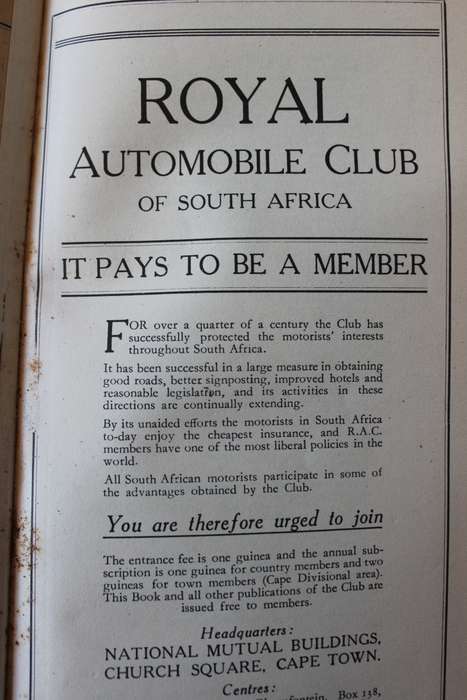 ROYAL
AUTOMOBILE CLUB
OF SOUTH AFRICA
IT PAYS TO BE A MEMBER
FOR over a quarter of a century the Club has
successfully protected the motorists' interests
throughout South Africa.
It has been successful in a large measure in obtaining
good roads, better signposting, improved hotels and
reasonable legislation, and its activities in these
directions are continually extending.
By its unaided efforts the motorists in South Africa
to-day enjoy the cheapest insurance, and R.A.C.
members have one of the most liberal policies in the
world.
All South African motorists participate in some of
the advantages obtained by the Club.
You are therefore urged to join
The entrance fee is one guinea and the annual sub-
scription is one guinea for country members and two
guineas for town members (Cape Divisional area).
This Book and all other publications of the Club are
issued free to members.
Headquarters:
NATIONAL MUTUAL BUILDINGS,
CHURCH SQUARE, CAPE TOWN.
Centres:
Box 138,